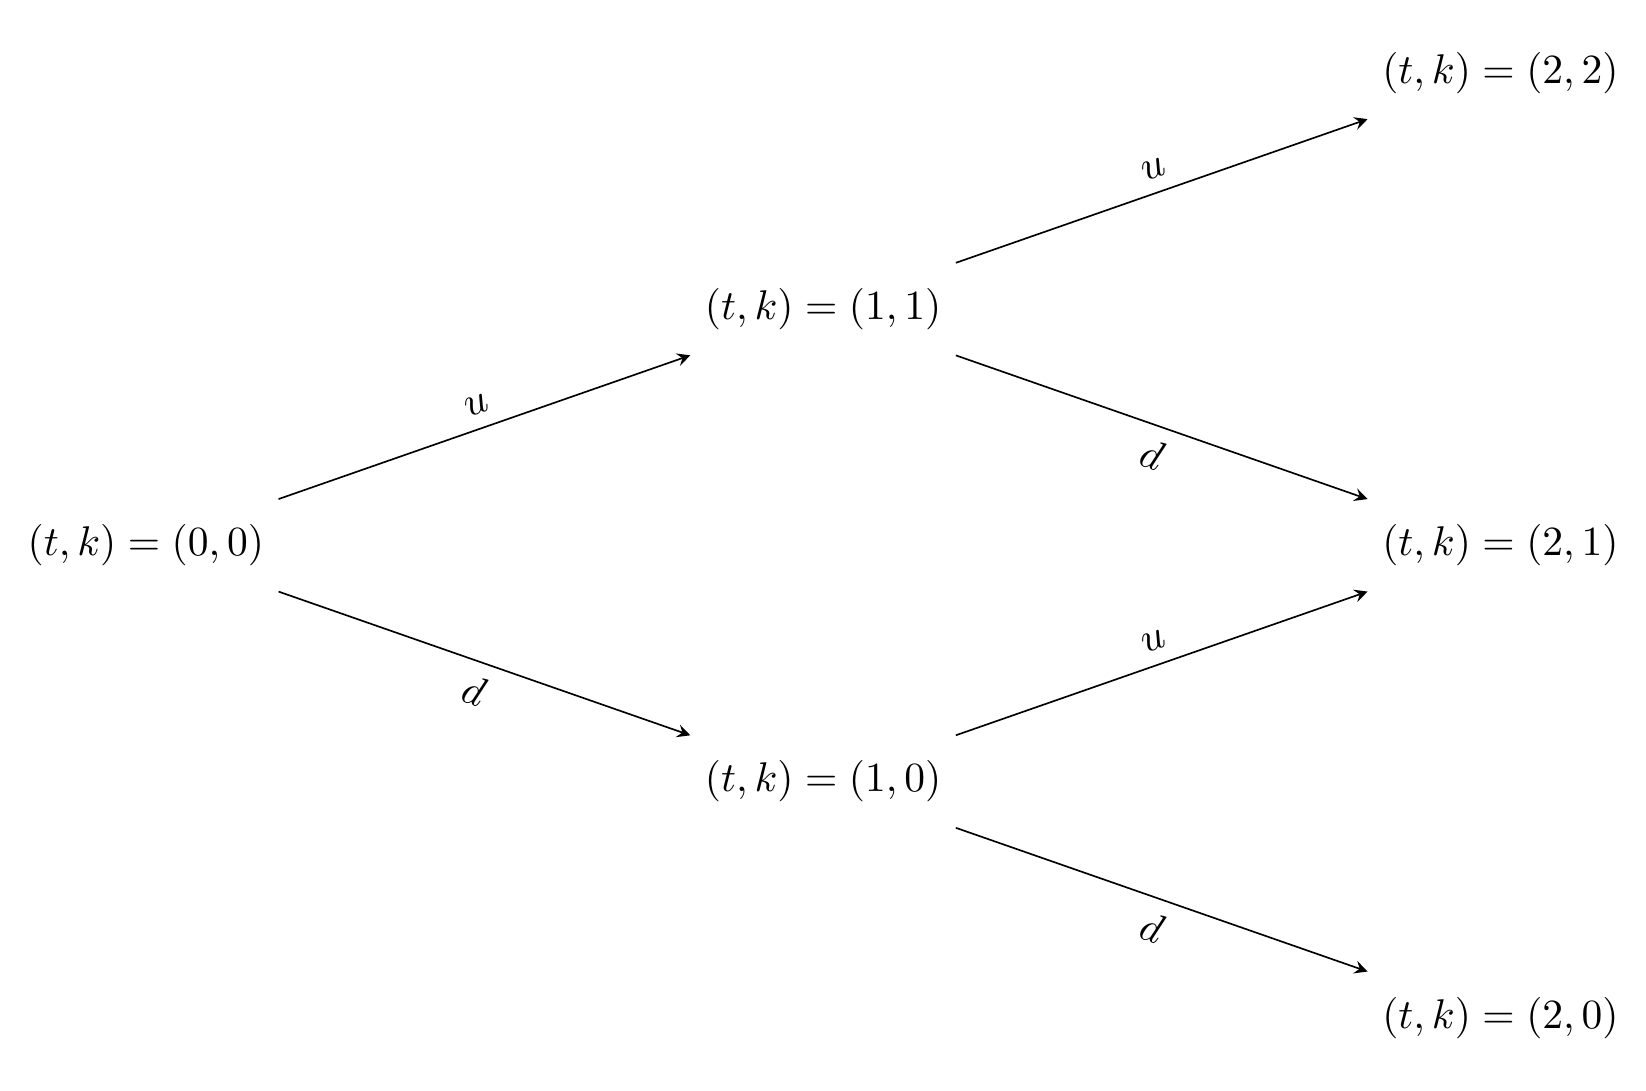 (t, k) = (2, 2)
u
(t, k) = (1, 1)
u
d
(t, k) = (0, 0)
(t, k) = (2, 1)
u
d
(t, k) = (1, 0)
d
(t, k) = (2, 0)